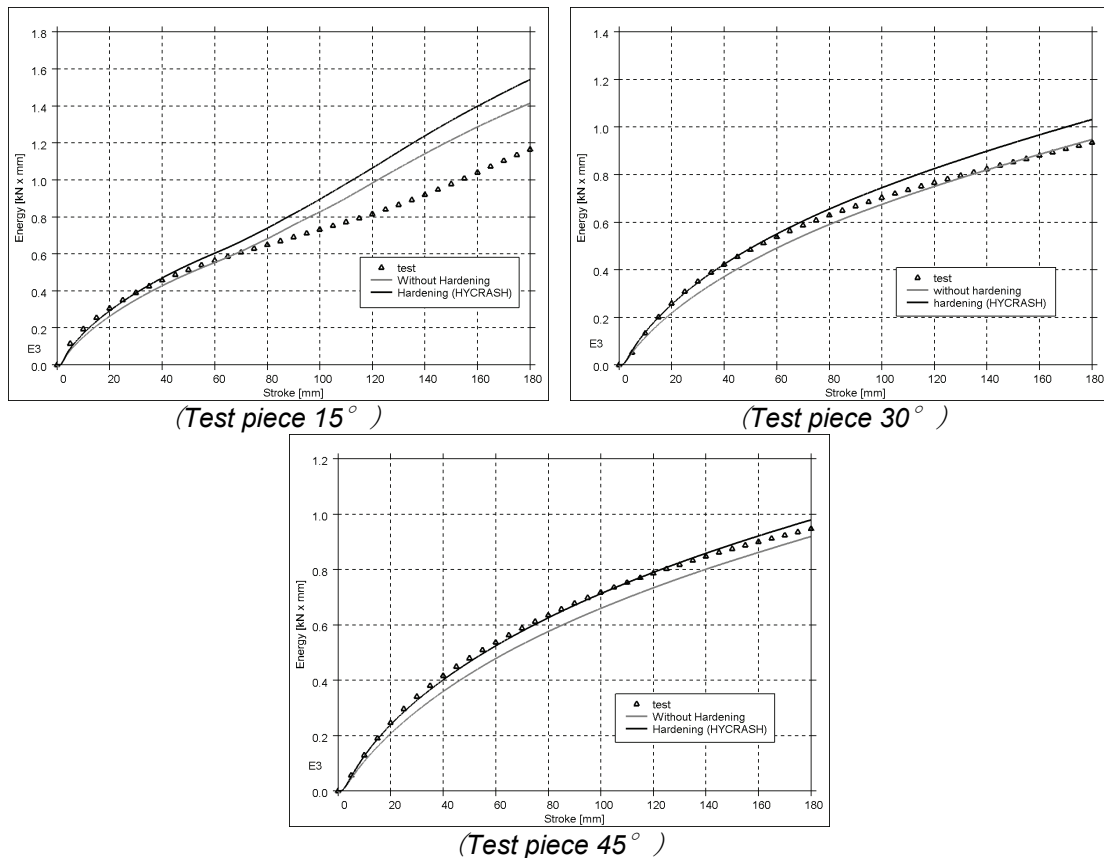 1.8
1.6
1.4
1.2
1.0
0.8
0.6
0.4
0.2
0.0
E3
Energy [kN x mm]
0 20 40 60 80 100 120 140 160 180
Stroke [mm]
test
Without Hardening
Hardening (HYCRASH)
(Test piece 15° )
1.4
1.2
1.0
0.8
0.6
0.4
0.2
0.0
E3
Energy [kN x mm]
0 20 40 60 80 100 120 140 160 180
Stroke [mm]
test
without hardening
hardening (HYCRASH)
(Test piece 30° )
1.2
1.0
0.8
0.6
0.4
0.2
0.0
E3
Energy [kN x mm]
0 20 40 60 80 100 120 140 160 180
Stroke [mm]
test
Without Hardening
Hardening (HYCRASH)
(Test piece 45° )